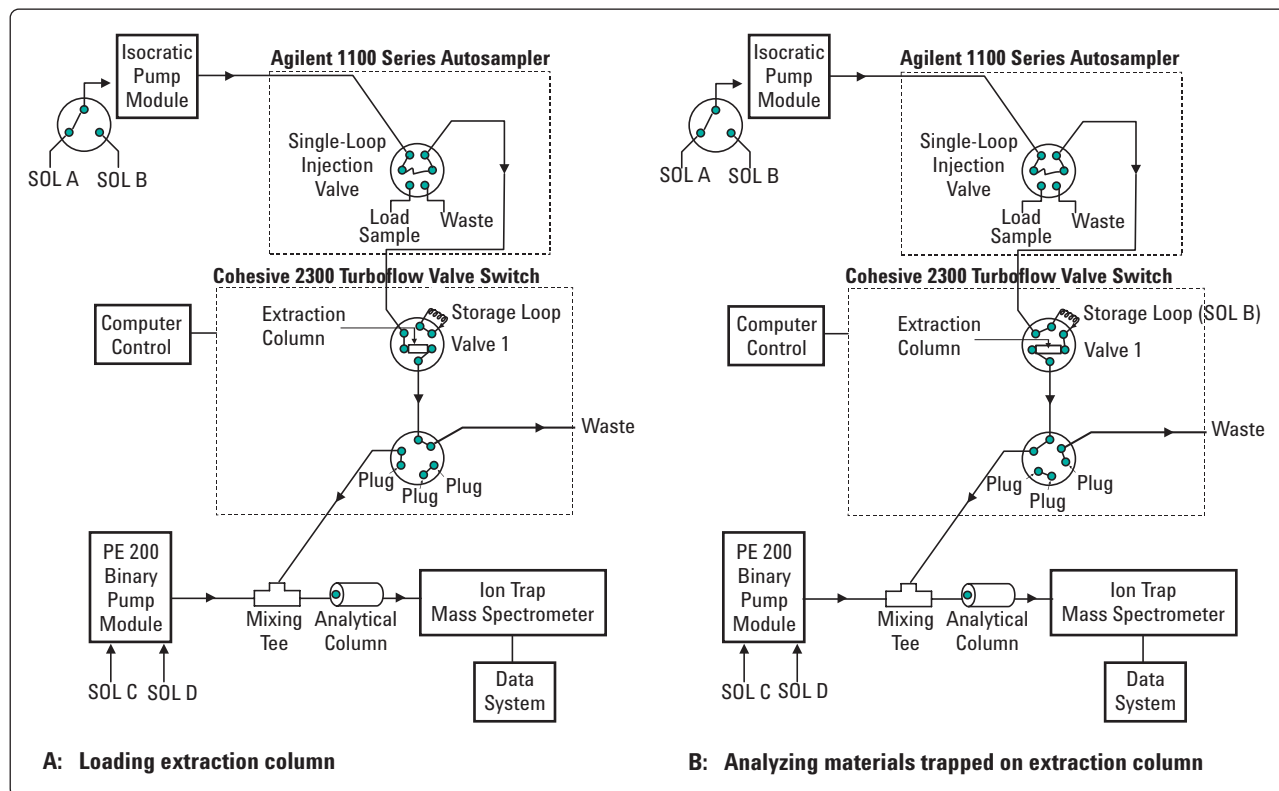 Isocratic
Pump
Module
Agilent 1100 Series Autosampler
Single-Loop
Injection
Valve
SOL A
SOL B
Load
Sample
Waste
Cohesive 2300 Turboflow Valve Switch
Computer
Control
Extraction
Column
Storage Loop
Valve 1
Waste
Plug
Plug
Plug
PE 200
Binary
Pump
Module
Mixing
Tee
Analytical
Column
Ion Trap
Mass Spectrometer
SOL C
SOL D
Data
System
A: Loading extraction column
Isocratic
Pump
Module
Agilent 1100 Series Autosampler
Single-Loop
Injection
Valve
SOL A
SOL B
Load
Sample
Waste
Cohesive 2300 Turboflow Valve Switch
Computer
Control
Extraction
Column
Storage Loop (SOL B)
Valve 1
Waste
Plug
Plug
Plug
PE 200
Binary
Pump
Module
Mixing
Tee
Analytical
Column
Ion Trap
Mass Spectrometer
SOL C
SOL D
Data
System
B: Analyzing materials trapped on extraction column